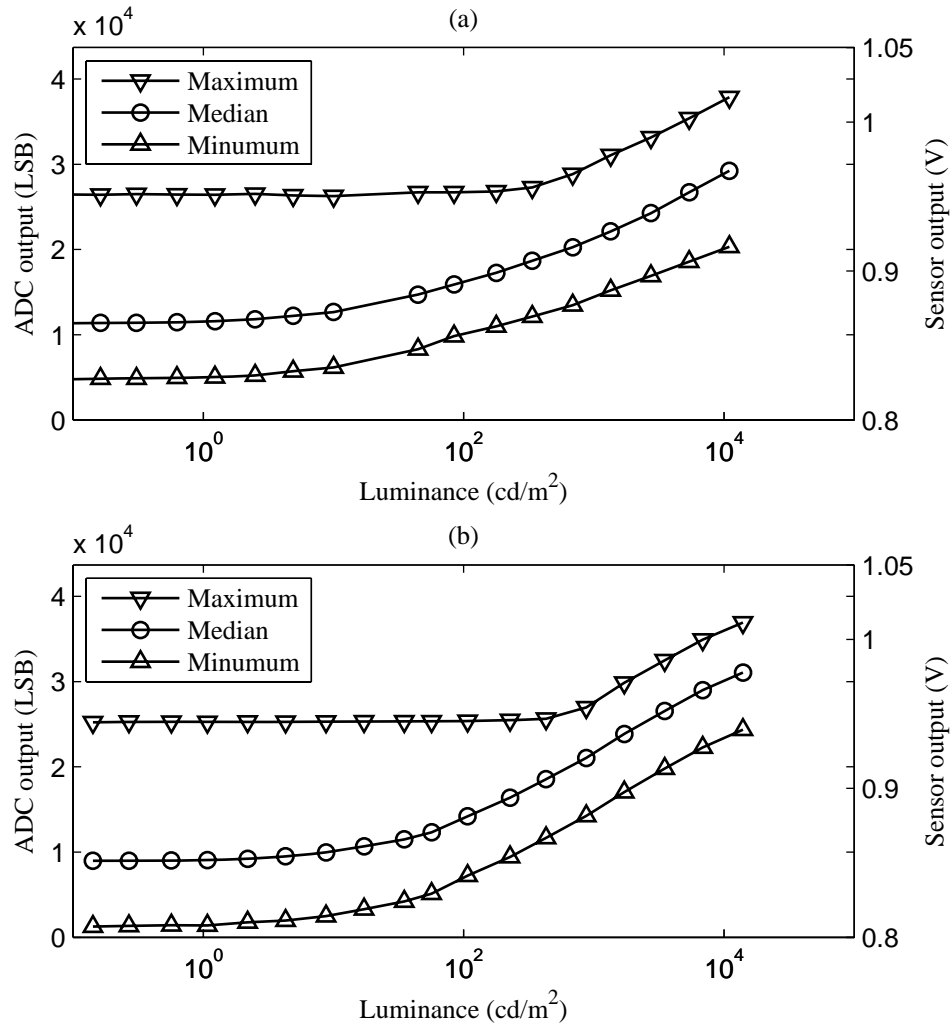 (a)
x 10^4
1.05
4
3
2
1
0
1
0.9
0.8
ADC output (LSB)
Sensor output (V)
Maximum
Median
Minumum
10^0
10^2
10^4
Luminance (cd/m^2)
(b)
x 10^4
1.05
4
3
2
1
0
1
0.9
0.8
ADC output (LSB)
Sensor output (V)
Maximum
Median
Minumum
10^0
10^2
10^4
Luminance (cd/m^2)